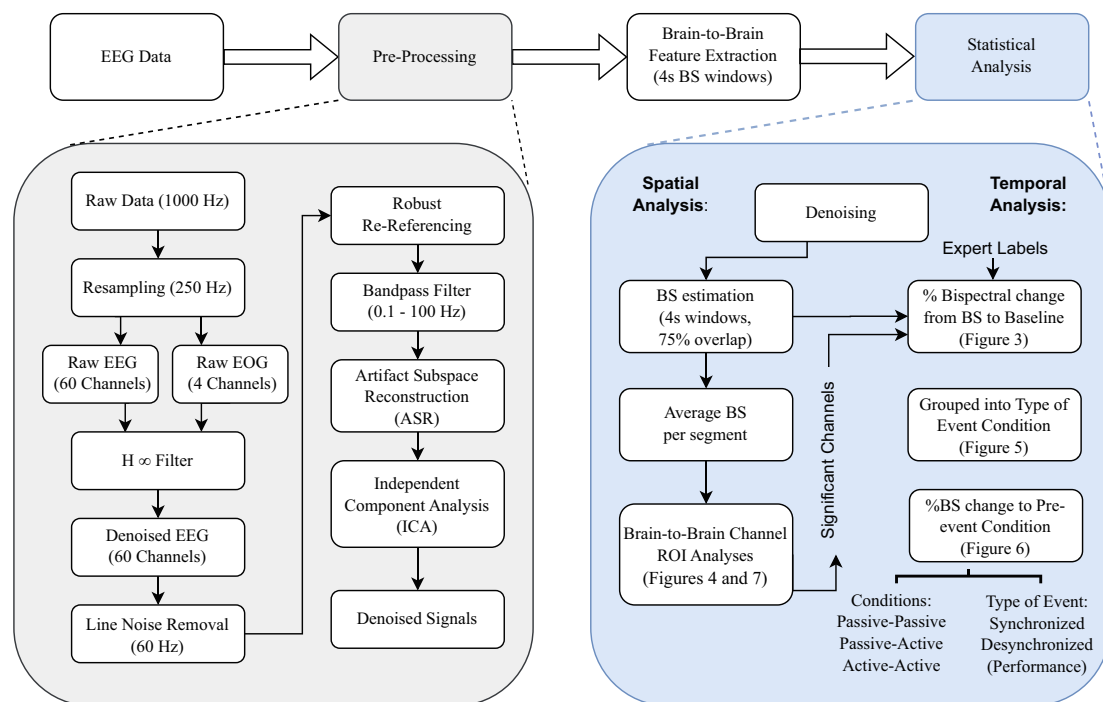 EEG Data
Pre-Processing
Brain-to-Brain
Feature Extraction
(4s BS windows)
Statistical
Analysis
Raw Data (1000 Hz)
Resampling (250 Hz)
Raw EEG
(60 Channels)
Raw EOG
(4 Channels)
H ∞ Filter
Denoised EEG
(60 Channels)
Line Noise Removal
(60 Hz)
Robust
Re-Referencing
Bandpass Filter
(0.1 - 100 Hz)
Artifact Subspace
Reconstruction
(ASR)
Independent
Component Analysis
(ICA)
Denoised Signals
Spatial
Analysis:
Denoising
Temporal
Analysis:
BS estimation
(4s windows,
75% overlap)
Average BS
per segment
Brain-to-Brain Channel
ROI Analyses
(Figures 4 and 7)
Significant Channels
Expert Labels
% Bispectral change
from BS to Baseline
(Figure 3)
Grouped into Type of
Event Condition
(Figure 5)
%BS change to Pre-
event Condition
(Figure 6)
Conditions:
Passive-Passive
Passive-Active
Active-Active
Type of Event:
Synchronized
Desynchronized
(Performance)